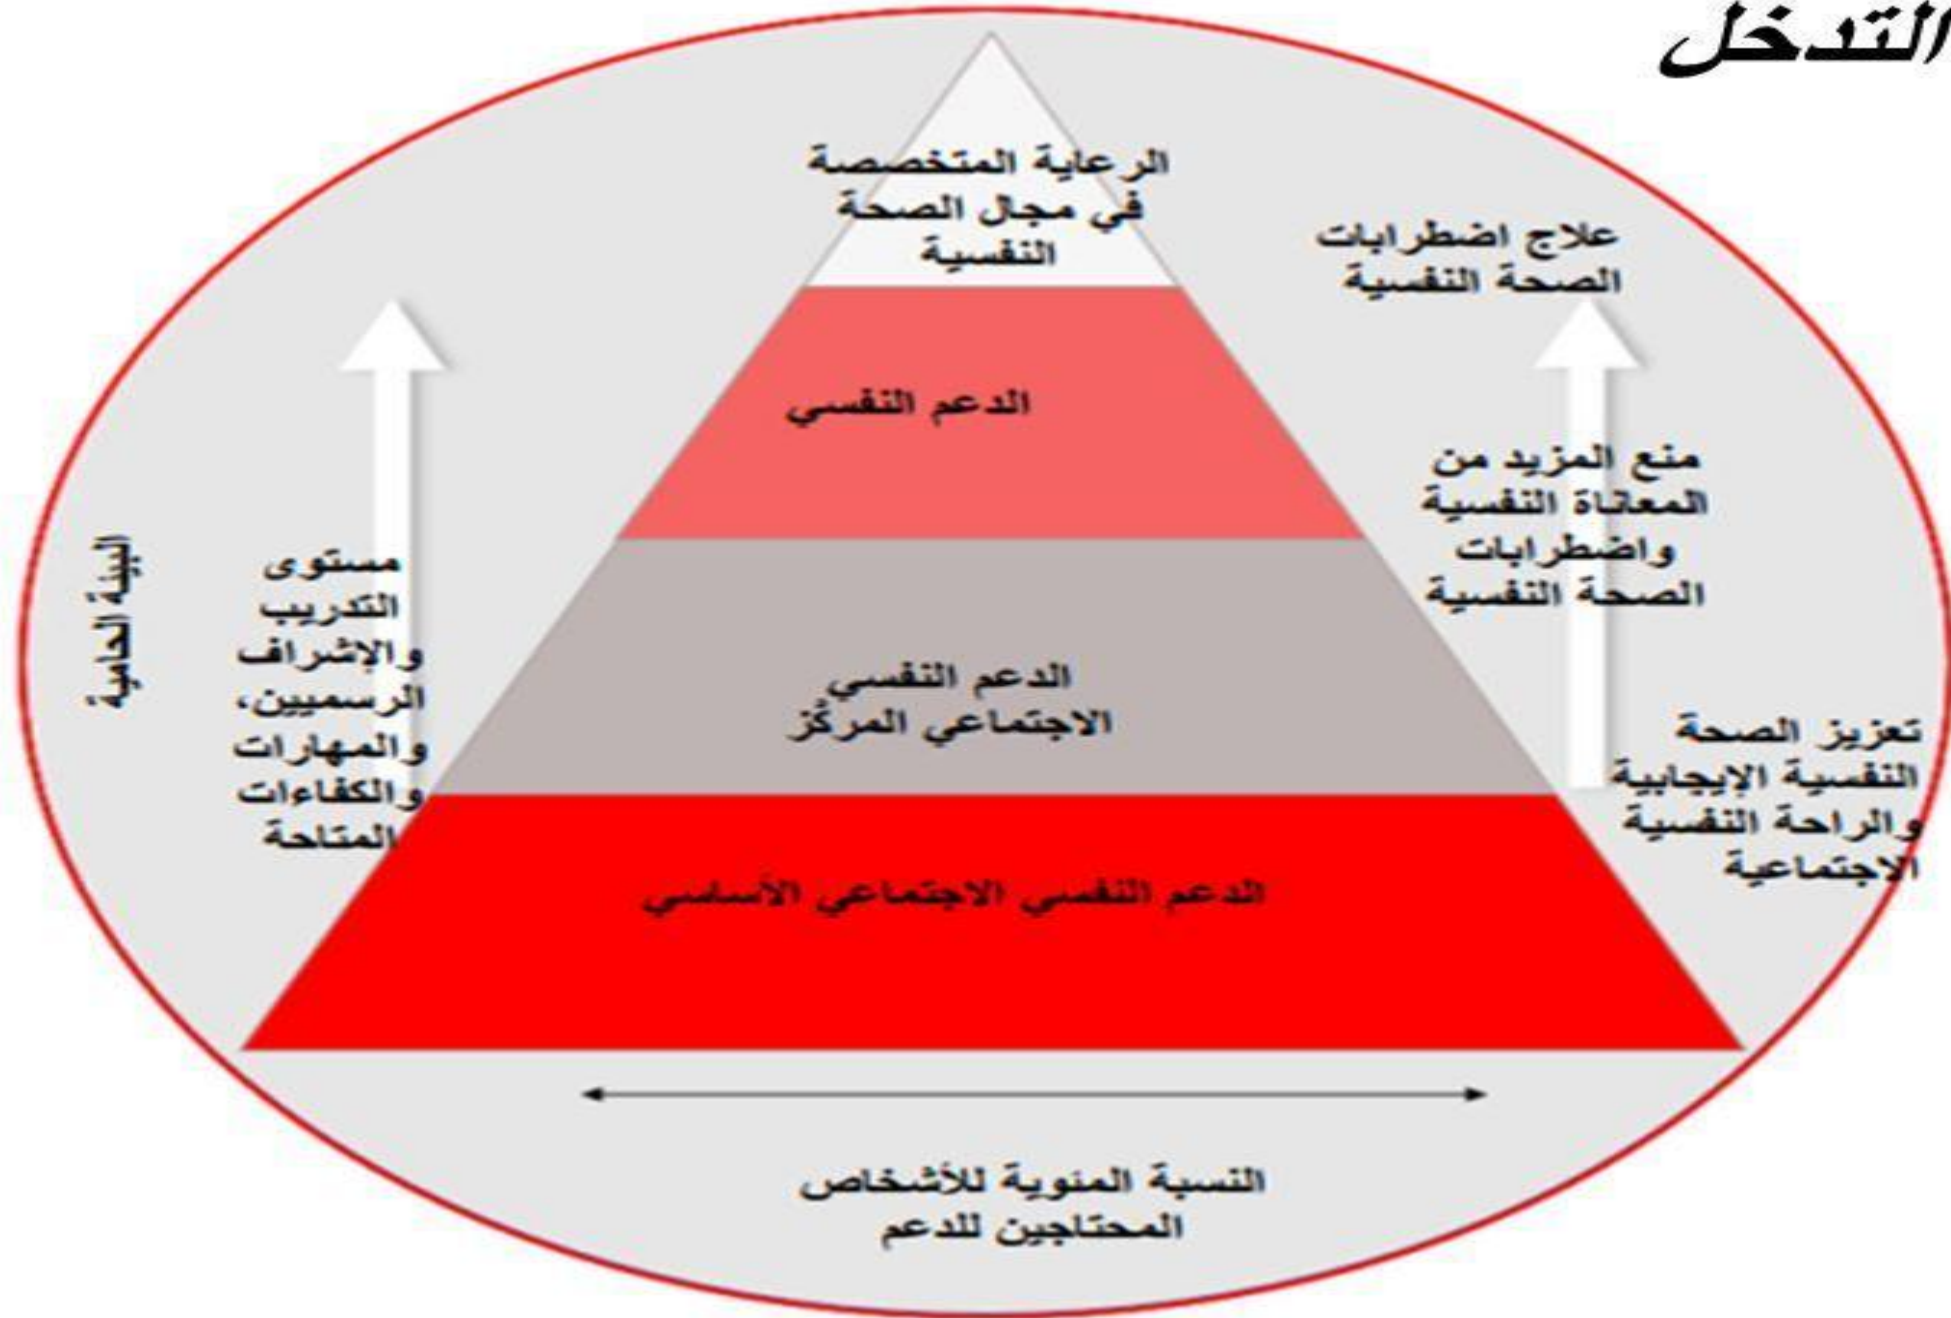 التدخل
الرعاية المتخصصة
في مجال الصحة
النفسية
علاج اضطرابات
الصحة النفسية
الدعم النفسي
منع المزيد من
المعاناة النفسية
واضطرابات
الصحة النفسية
البيئة الحامية
مستوى
التدريب
والإشراف
الرسميين،
والمهارات
والكفاءات
المتاحة
الدعم النفسي
الاجتماعي المركّز
تعزيز الصحة
النفسية الإيجابية
والراحة النفسية
الاجتماعية
الدعم النفسي الاجتماعي الأساسي
النسبة المئوية للأشخاص
المحتاجين للدعم